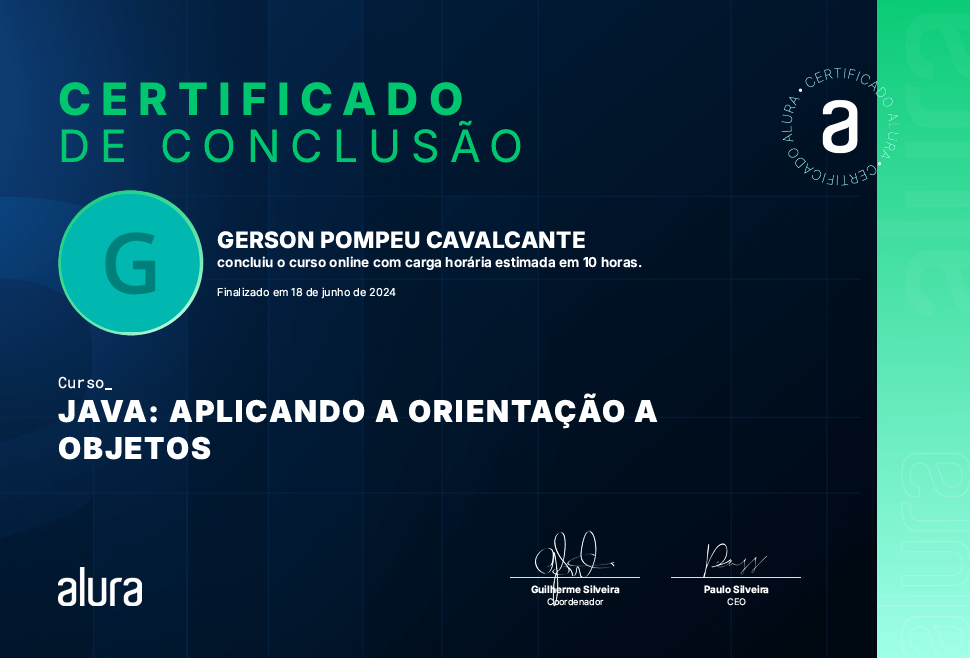 CERTIFICADO
DE CONCLUSÃO
CERTIFICADO ALURA • CERTIFICADO ALURA •
a
G
GERSON POMPEU CAVALCANTE
concluiu o curso online com carga horária estimada em 10 horas.
Finalizado em 18 de junho de 2024
Curso_
JAVA: APLICANDO A ORIENTAÇÃO A
OBJETOS
alura
Guilherme Silveira
Coordenador
Paulo Silveira
CEO
alura
alura